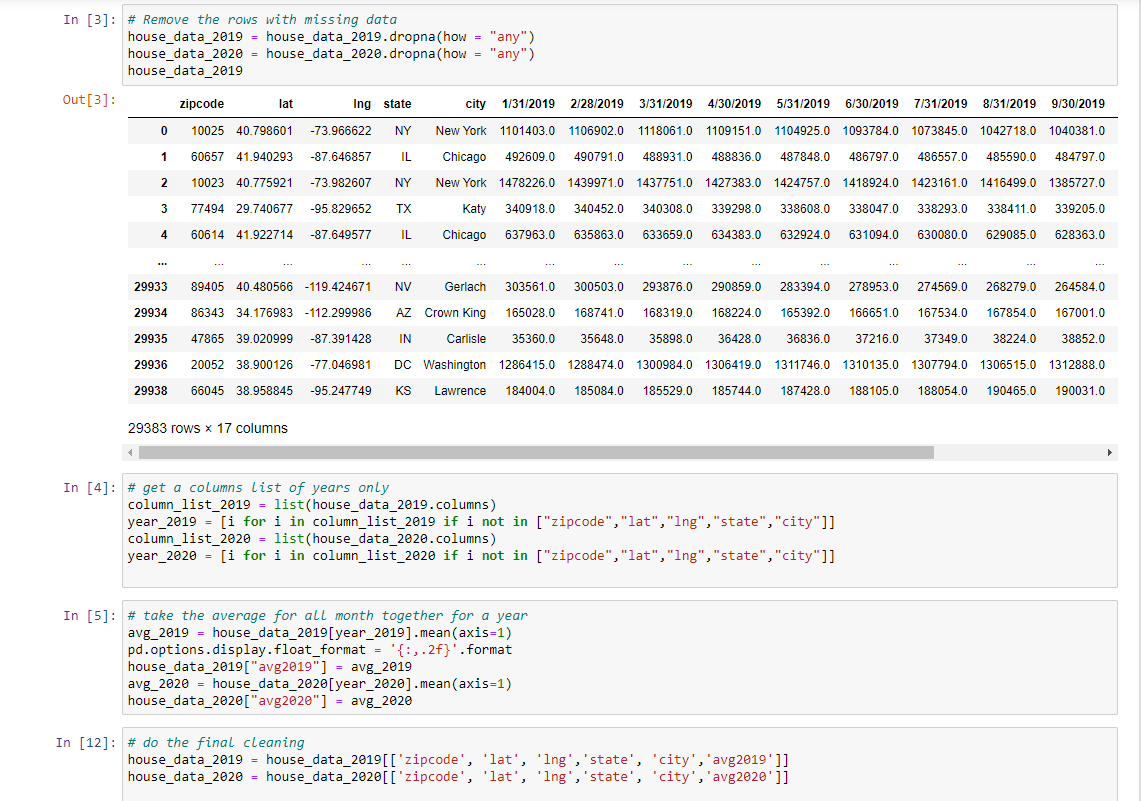 In [3]: # Remove the rows with missing data
house_data_2019 = house_data_2019.dropna(how = "any")
house_data_2020 = house_data_2020.dropna(how = "any")
house_data_2019
Out[3]:
zipcode lat lng state city 1/31/2019 2/28/2019 3/31/2019 4/30/2019 5/31/2019 6/30/2019 7/31/2019 8/31/2019 9/30/2019
0 10025 40.798601 -73.966622 NY New York 1101403.0 1106902.0 1118061.0 1109151.0 1104925.0 1093784.0 1073845.0 1042718.0 1040381.0
1 60657 41.940293 -87.646857 IL Chicago 492609.0 490791.0 488931.0 488836.0 487848.0 486797.0 486557.0 485590.0 484797.0
2 10023 40.775921 -73.982607 NY New York 1478226.0 1439971.0 1437751.0 1427383.0 1424757.0 1418924.0 1423161.0 1416499.0 1385727.0
3 77494 29.740677 -95.829652 TX Katy 340918.0 340452.0 340308.0 339298.0 338608.0 338047.0 338293.0 338411.0 339205.0
4 60614 41.922714 -87.649577 IL Chicago 637963.0 635863.0 633659.0 634383.0 632924.0 631094.0 630080.0 629085.0 628363.0
... ... ... ... ... ... ... ... ... ... ... ... ... ... ...
29933 89405 40.480566 -119.424671 NV Gerlach 303561.0 300503.0 293876.0 290859.0 283394.0 278953.0 274569.0 268279.0 264584.0
29934 86343 34.176983 -112.299986 AZ Crown King 165028.0 168741.0 168319.0 168224.0 165392.0 166651.0 167534.0 167854.0 167001.0
29935 47865 39.020999 -87.391428 IN Carlisle 35360.0 35648.0 35898.0 36428.0 36836.0 37216.0 37349.0 38224.0 38852.0
29936 20052 38.900126 -77.046981 DC Washington 1286415.0 1288474.0 1300984.0 1306419.0 1311746.0 1310135.0 1307794.0 1306515.0 1312888.0
29938 66045 38.958845 -95.247749 KS Lawrence 184004.0 185084.0 185529.0 185744.0 187428.0 188105.0 188054.0 190465.0 190031.0
29383 rows × 17 columns
In [4]: # get a columns list of years only
column_list_2019 = list(house_data_2019.columns)
year_2019 = [i for i in column_list_2019 if i not in ["zipcode","lat","lng","state","city"]]
column_list_2020 = list(house_data_2020.columns)
year_2020 = [i for i in column_list_2020 if i not in ["zipcode","lat","lng","state","city"]]
In [5]: # take the average for all month together for a year
avg_2019 = house_data_2019[year_2019].mean(axis=1)
pd.options.display.float_format = '{:,.2f}'.format
house_data_2019["avg2019"] = avg_2019
avg_2020 = house_data_2020[year_2020].mean(axis=1)
house_data_2020["avg2020"] = avg_2020
In [12]: # do the final cleaning
house_data_2019 = house_data_2019[['zipcode', 'lat', 'lng','state', 'city','avg2019']]
house_data_2020 = house_data_2020[['zipcode', 'lat', 'lng','state', 'city','avg2020']]